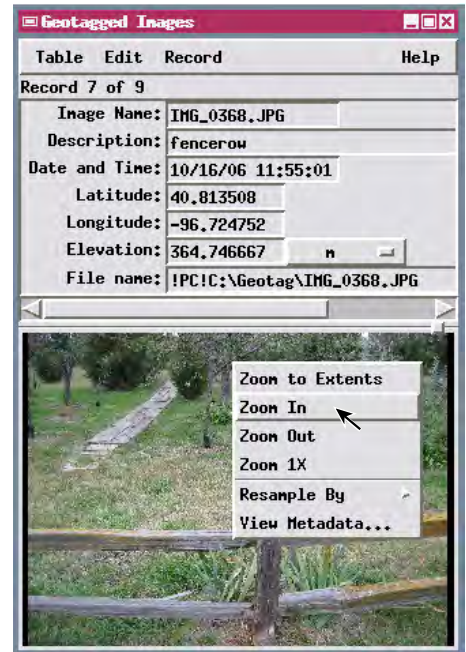 Geotagged Images
Table Edit Record Help
Record 7 of 9
Image Name: IMG_0368.JPG
Description: fencerow
Date and Time: 10/16/06 11:55:01
Latitude: 40.813508
Longitude: -96.724752
Elevation: 364.746667 m
File name: !PC!C:\Geotag\IMG_0368.JPG
Zoom to Extents
Zoom In
Zoom Out
Zoom 1X
Resample By
View Metadata...